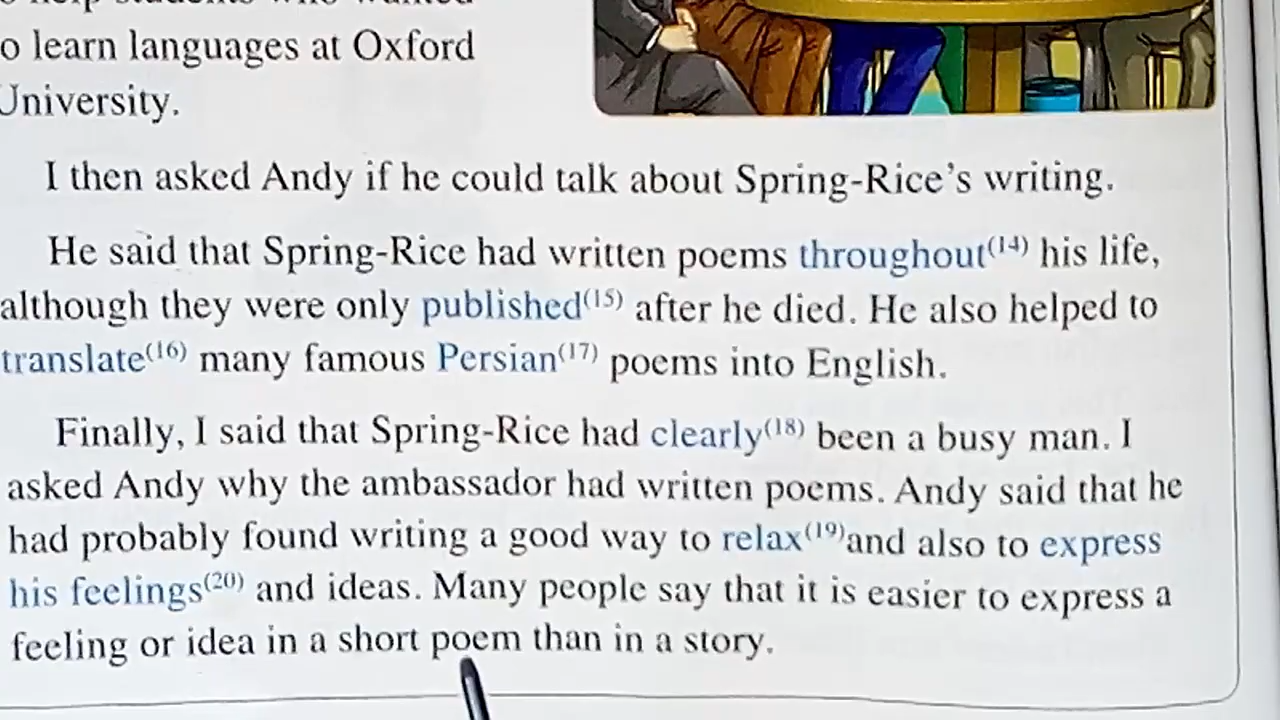 o learn languages at Oxford
University.
I then asked Andy if he could talk about Spring-Rice's writing.
He said that Spring-Rice had written poems throughout(14) his life,
although they were only published(15) after he died. He also helped to
translate(16) many famous Persian(17) poems into English.
Finally, I said that Spring-Rice had clearly(18) been a busy man. I
asked Andy why the ambassador had written poems. Andy said that he
had probably found writing a good way to relax(19)and also to express
his feelings(20) and ideas. Many people say that it is easier to express a
feeling or idea in a short poem than in a story.